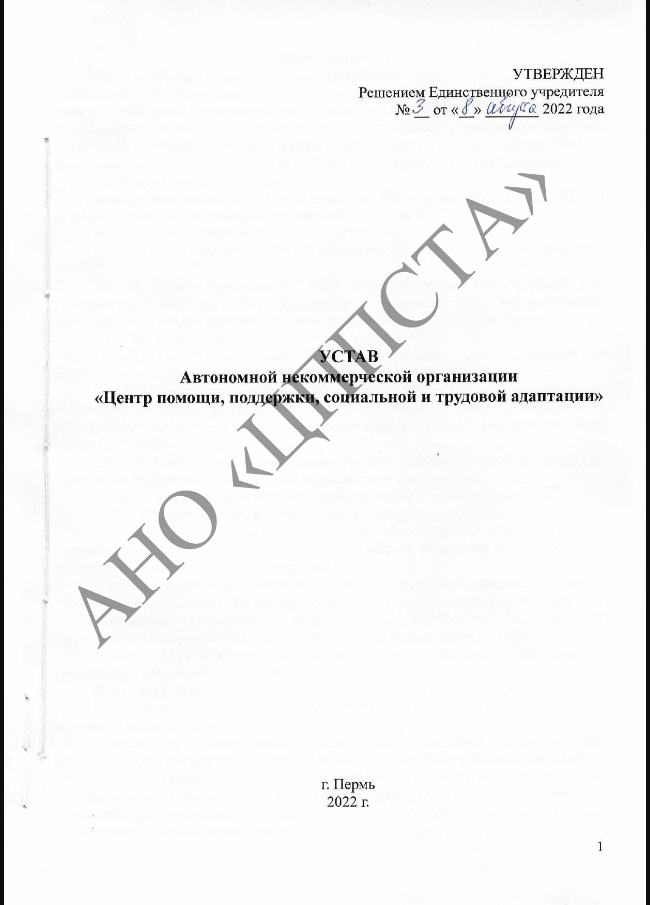 УТВЕРЖДЕН
Решением Единственного учредителя
№ 3 от « 8 » августа 2022 года
АНО «ЦППСТА»
УСТАВ
Автономной некоммерческой организации
«Центр помощи, поддержки, социальной и трудовой адаптации»
г. Пермь
2022 г.
1